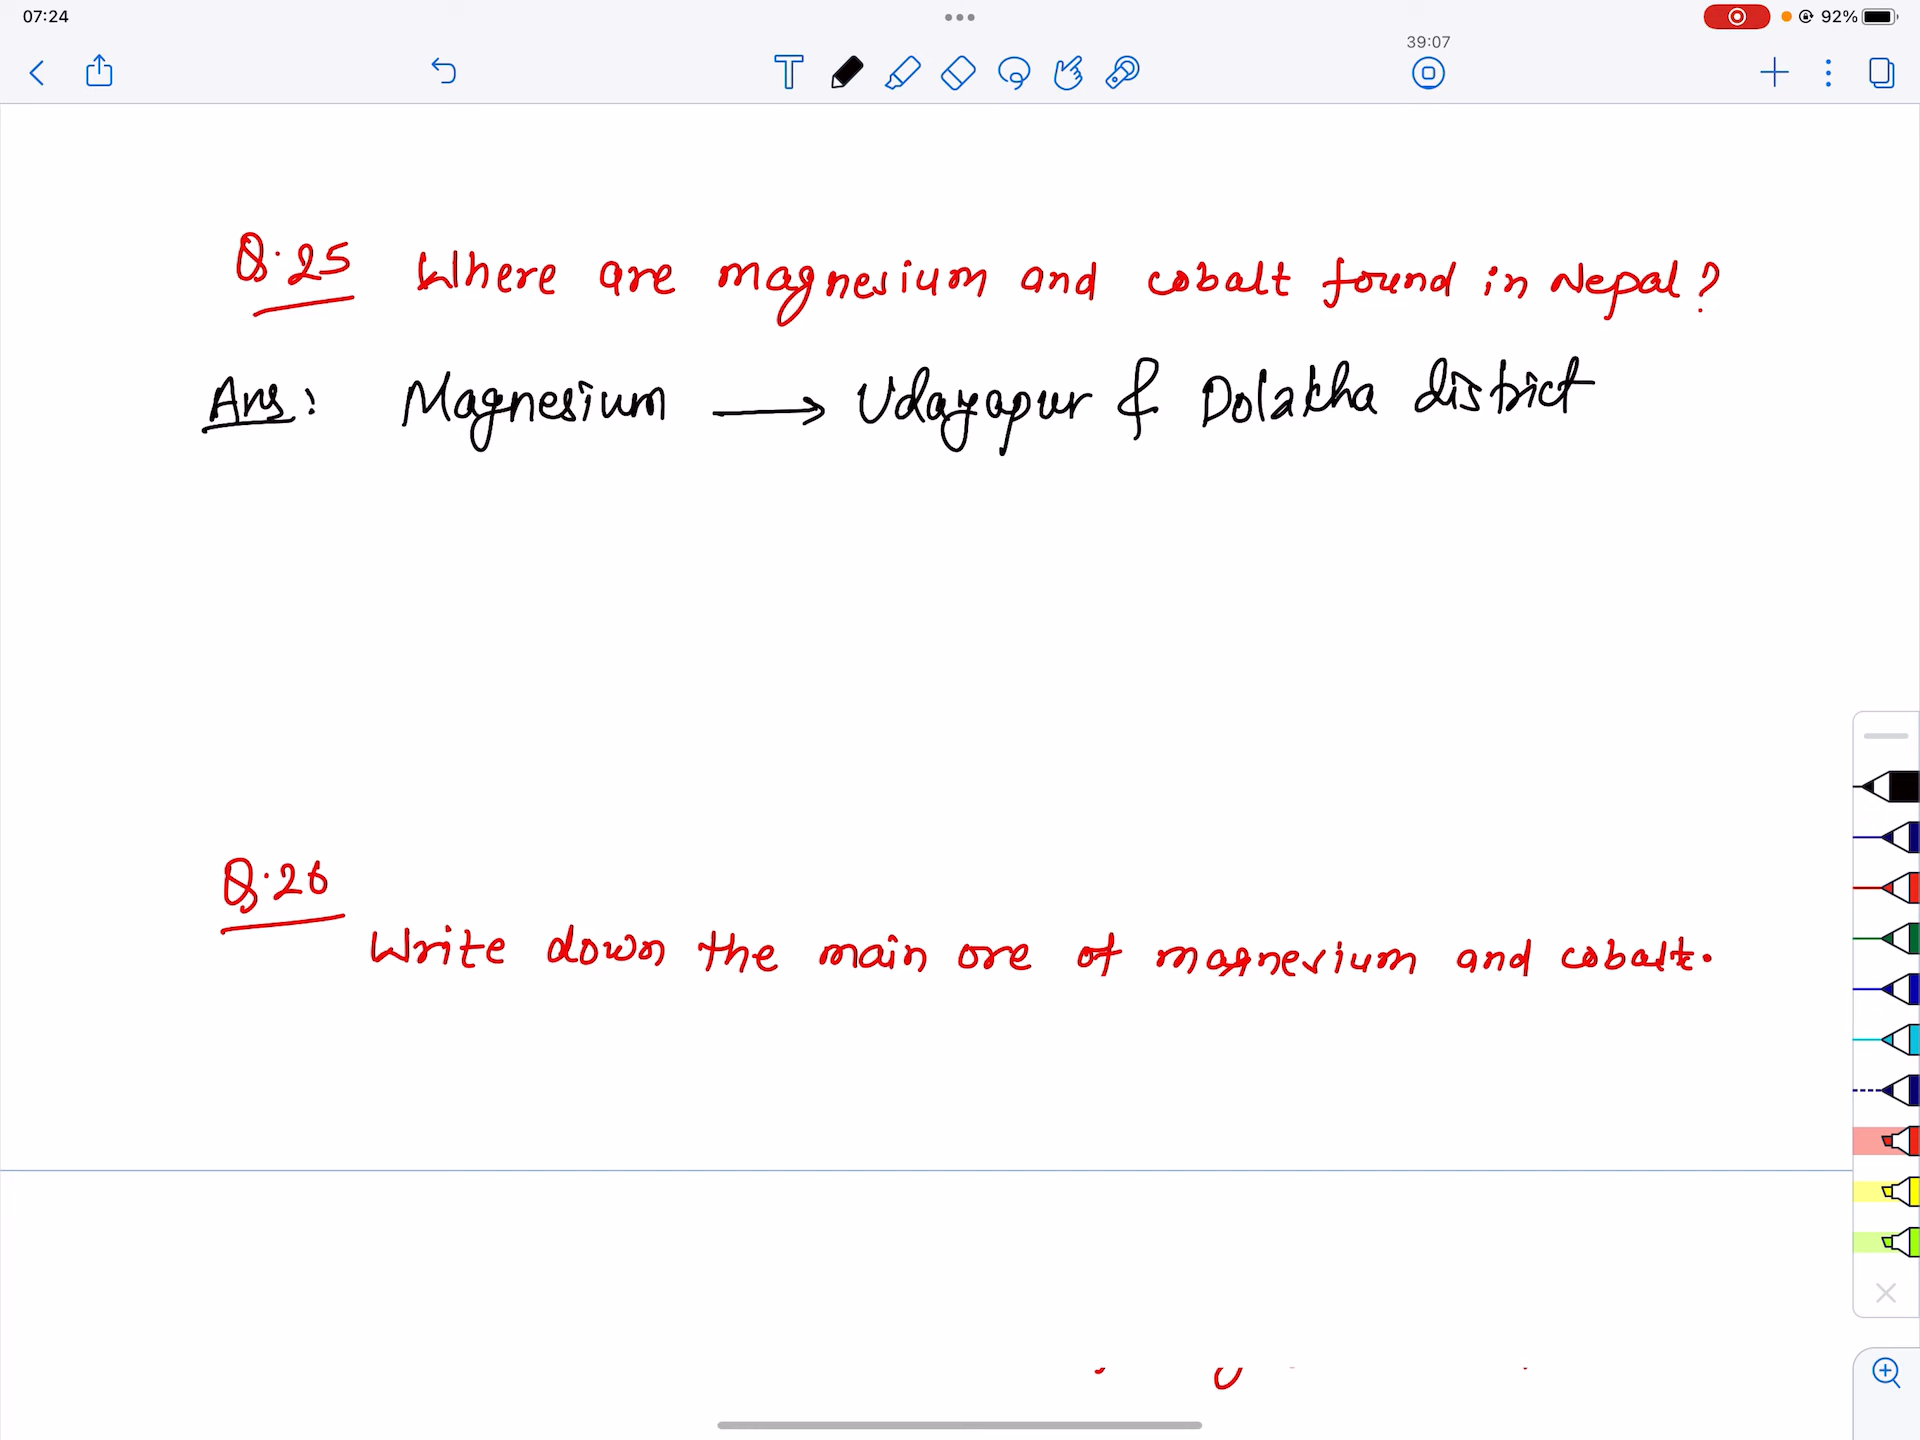 07:24
92%
39:07
Q.25 Where are magnesium and cobalt found in Nepal?
Ans: Magnesium → Udayapur & Dolakha district
Q.26
Write down the main ore of magnesium and cobalt.